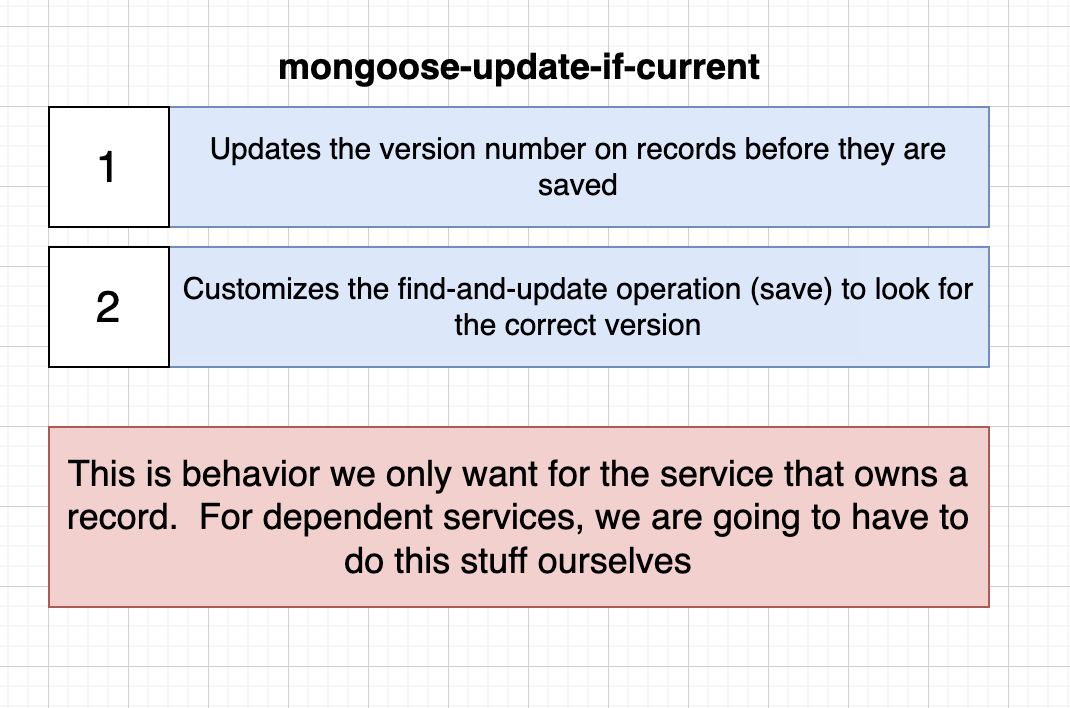 mongoose-update-if-current
1
Updates the version number on records before they are
saved
2
Customizes the find-and-update operation (save) to look for
the correct version
This is behavior we only want for the service that owns a
record.  For dependent services, we are going to have to
do this stuff ourselves